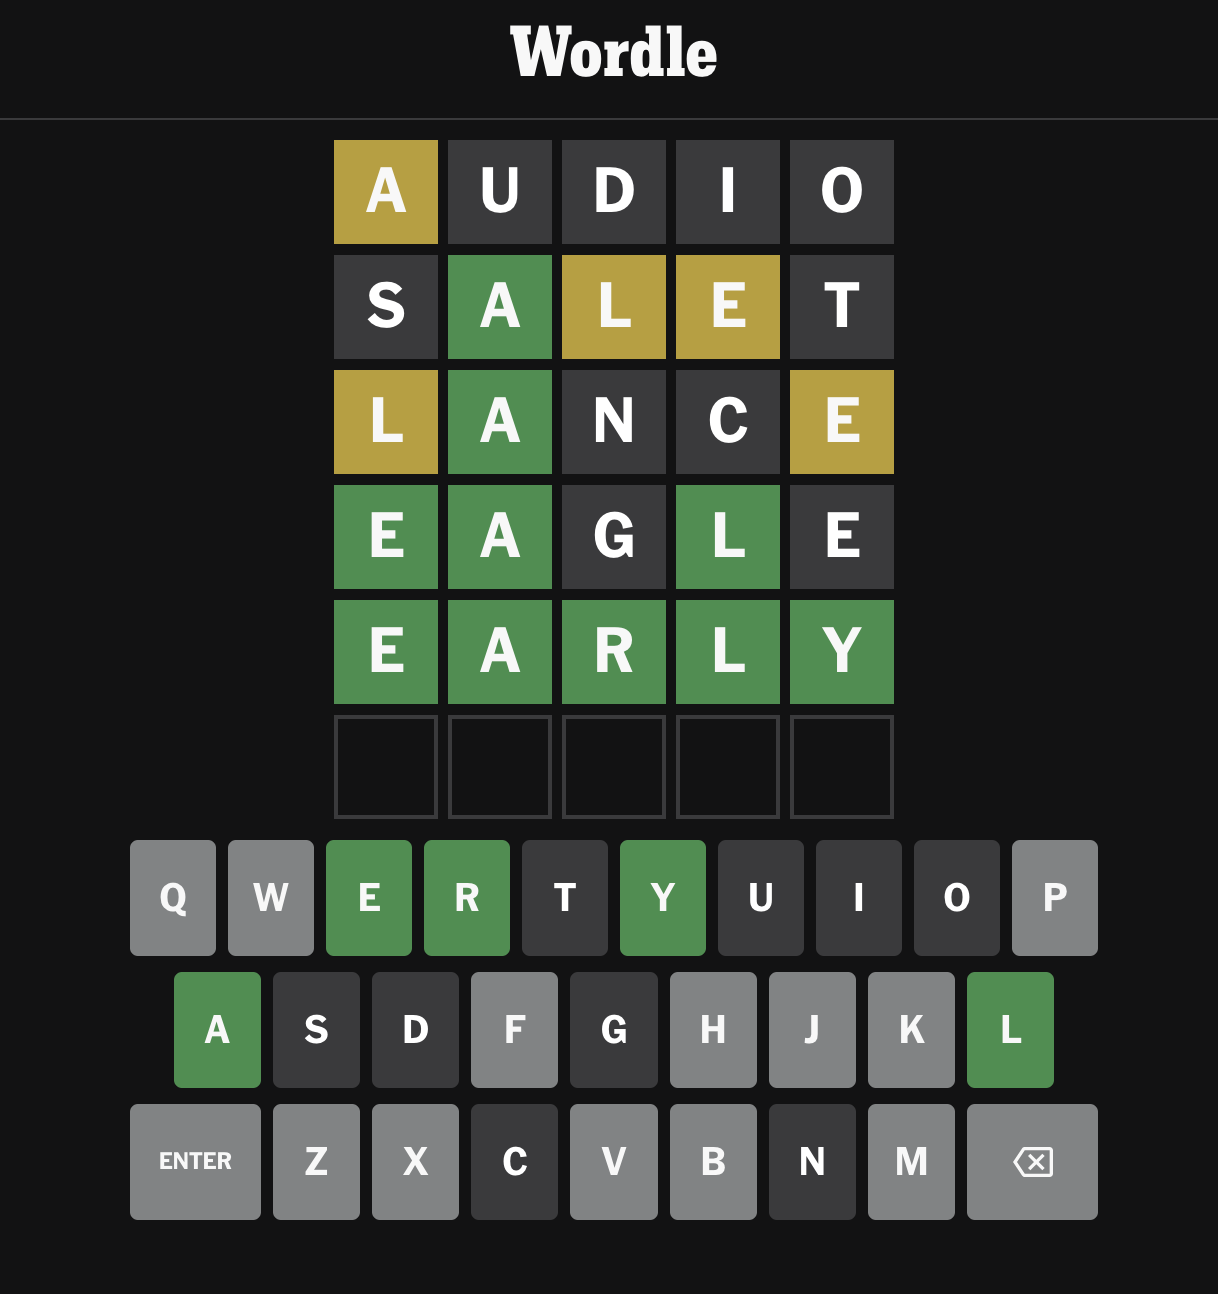 Wordle
A U D I O
S A L E T
L A N C E
E A G L E
E A R L Y
Q W E R T Y U I O P
A S D F G H J K L
ENTER Z X C V B N M